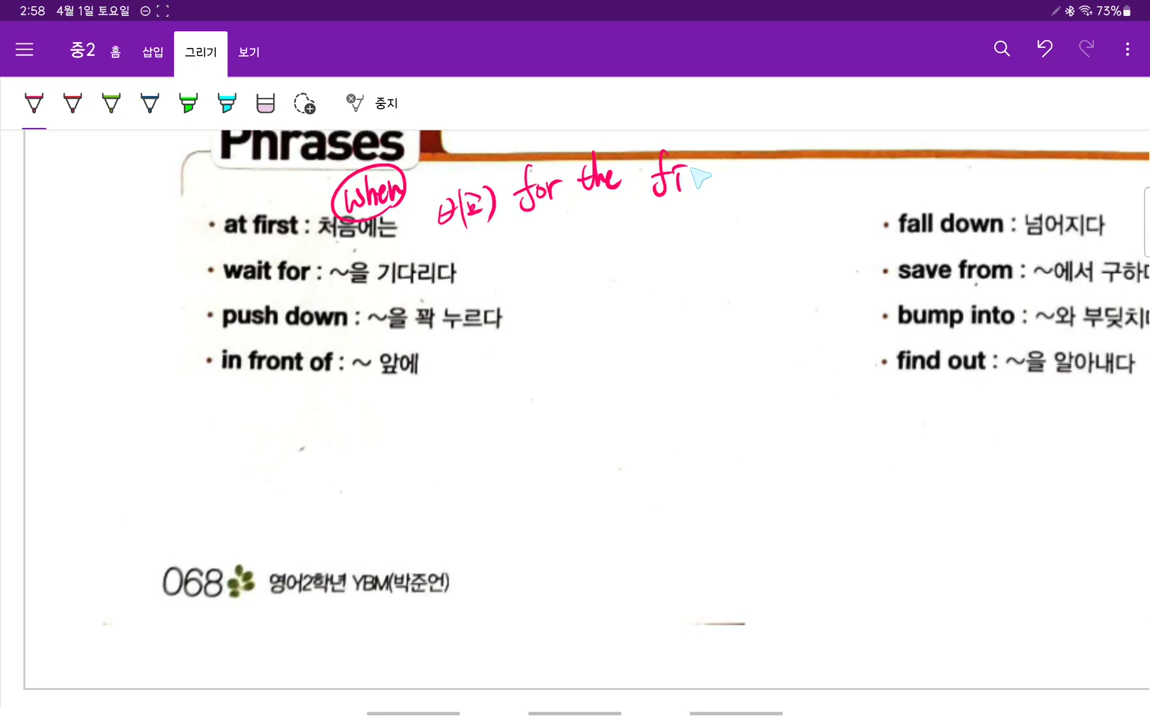 2:58 4월 1일 토요일 73%
중2 홈 삽입 그리기 보기
중지
Phrases
when
비교) for the fi
• at first : 처음에는
• wait for : ～을 기다리다
• push down : ～을 꽉 누르다
• in front of : ～ 앞에
• fall down : 넘어지다
• save from : ～에서 구하
• bump into : ～와 부딪치
• find out : ～을 알아내다
068 영어2학년 YBM(박준언)